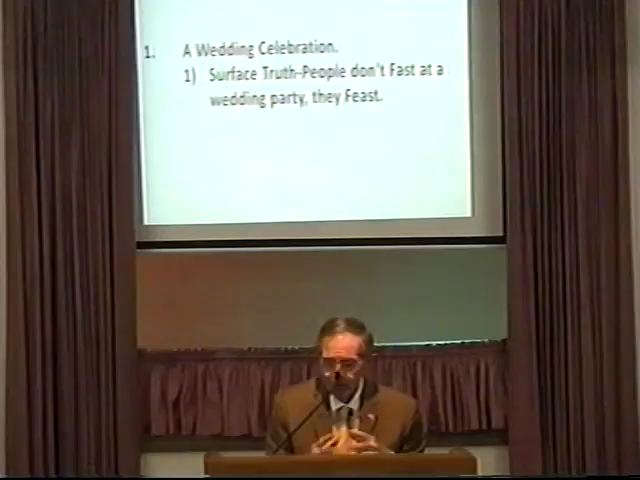 1. A Wedding Celebration.
1) Surface Truth-People don't Fast at a
wedding party, they Feast.